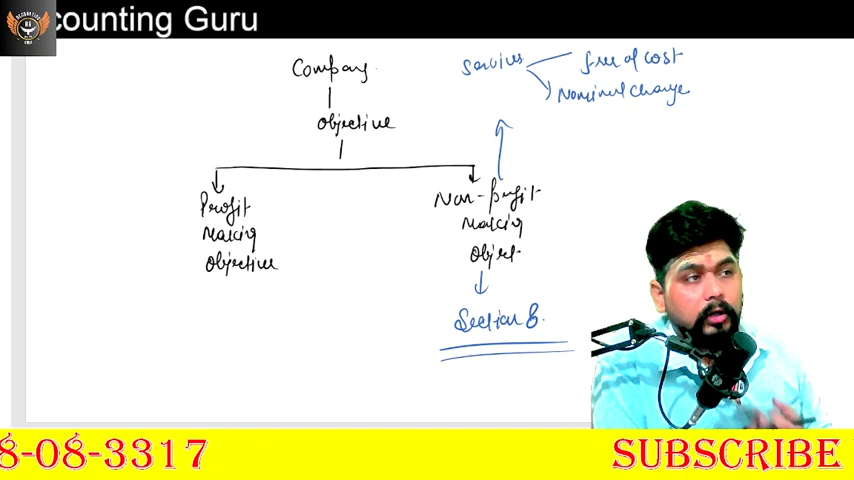 counting Guru
Company
Objective
Services
free of cost
Nominal charge
Profit
Making
Objective
Non-profit
Making
Object
Section 8.
8-08-3317
SUBSCRIBE